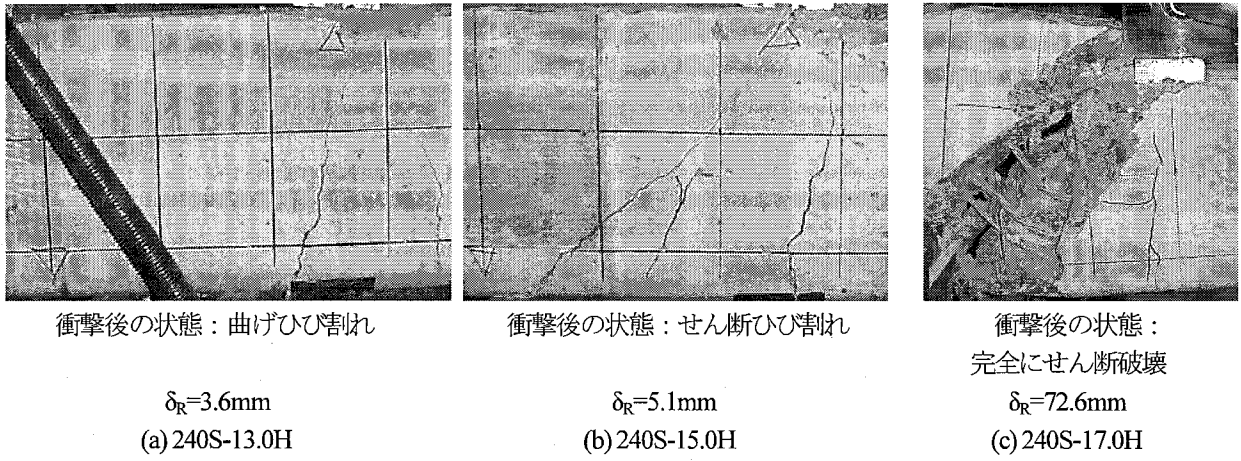 衝撃後の状態：曲げひび割れ
δR=3.6mm
(a) 240S-13.0H
衝撃後の状態：せん断ひび割れ
δR=5.1mm
(b) 240S-15.0H
衝撃後の状態：
完全にせん断破壊
δR=72.6mm
(c) 240S-17.0H